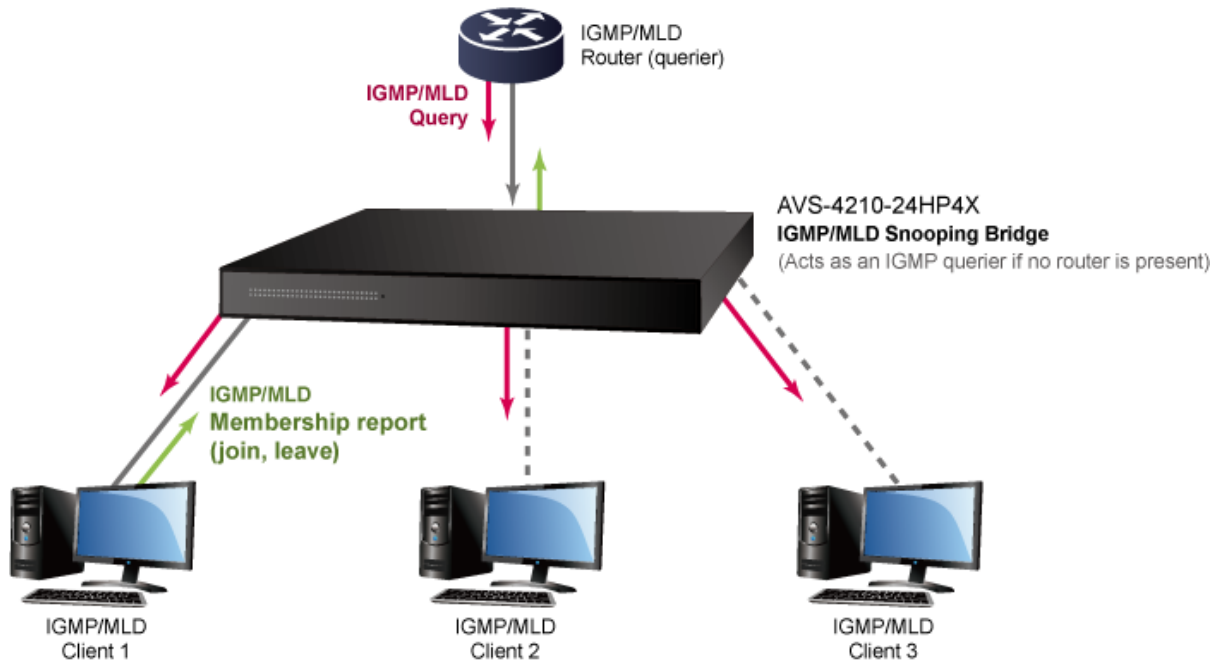 IGMP/MLD
Router (querier)
IGMP/MLD
Query
AVS-4210-24HP4X
IGMP/MLD Snooping Bridge
(Acts as an IGMP querier if no router is present)
IGMP/MLD
Membership report
(join, leave)
IGMP/MLD
Client 1
IGMP/MLD
Client 2
IGMP/MLD
Client 3